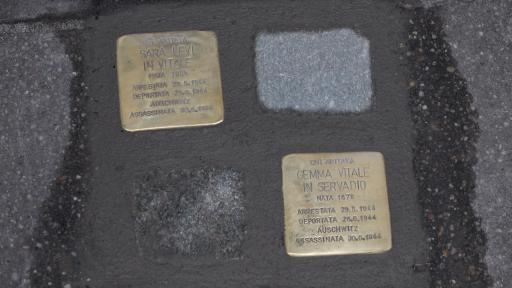 QUI ABITAVA
SARA LEVI
IN VITALE
NATA
ARRESTATA 29.5.1944
DEPORTATA 26.6.1944
AUSCHWITZ
ASSASSINATA 30.6.1944
QUI ABITAVA
GEMMA VITALE
IN SERVADIO
NATA 1878
ARRESTATA 29.5.1944
DEPORTATA 26.6.1944
AUSCHWITZ
ASSASSINATA 30.6.1944